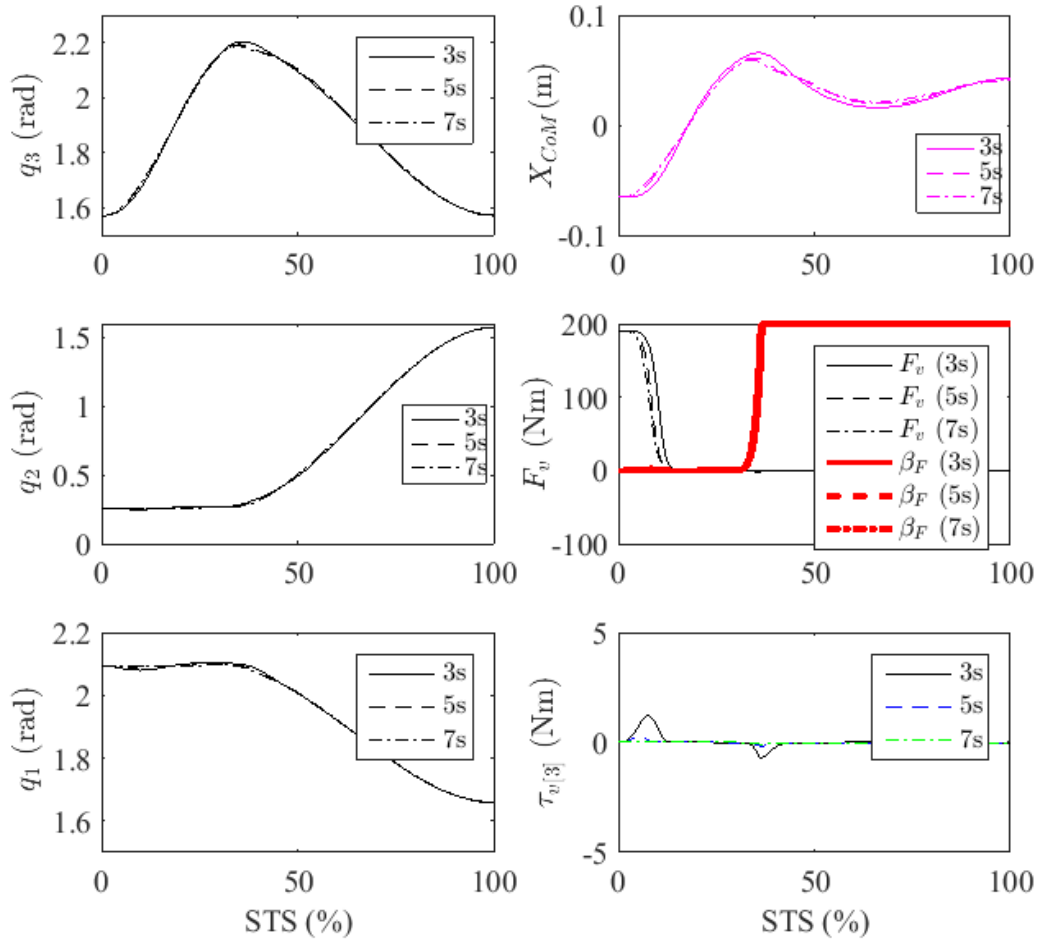 q₃ (rad)
2.2
2
1.8
1.6
0
50
100
3s
5s
7s
X_CoM (m)
0.1
0
-0.1
0
50
100
3s
5s
7s
q₂ (rad)
1.5
1
0.5
0
0
50
100
3s
5s
7s
F_v (Nm)
200
100
0
-100
0
50
100
F_v (3s)
F_v (5s)
F_v (7s)
β_F (3s)
β_F (5s)
β_F (7s)
q₁ (rad)
2.2
2
1.8
1.6
0
50
100
STS (%)
3s
5s
7s
τ_v[3] (Nm)
5
0
-5
0
50
100
STS (%)
3s
5s
7s